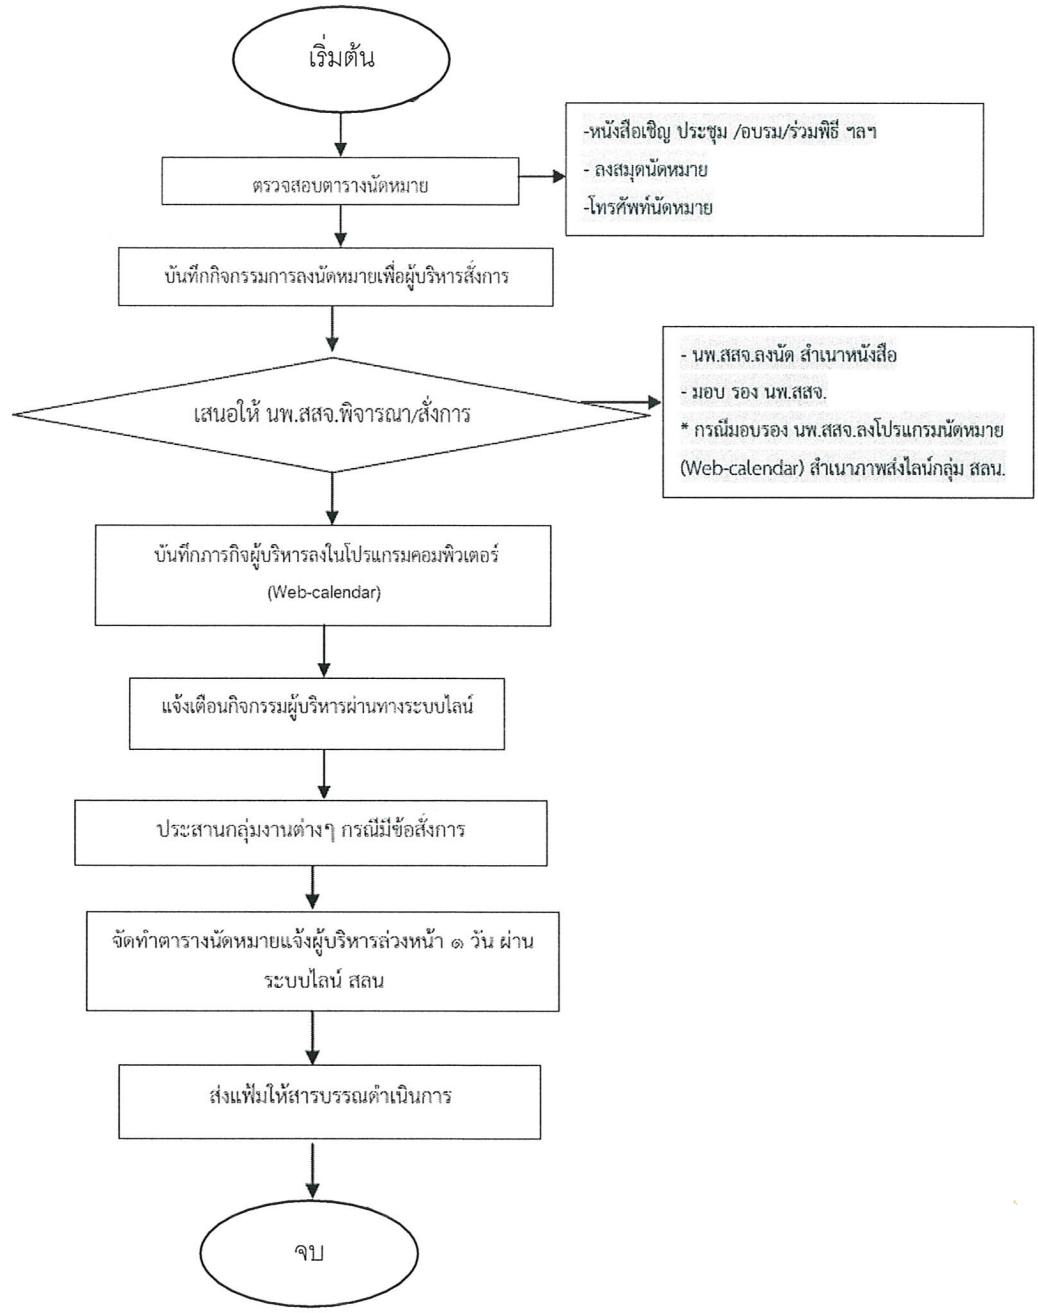 เริ่มต้น
ตรวจสอบตารางนัดหมาย
-หนังสือเชิญ ประชุม /อบรม/ร่วมพิธี ฯลฯ
- ลงสมุดนัดหมาย
-โทรศัพท์นัดหมาย
บันทึกกิจกรรมการลงนัดหมายเพื่อผู้บริหารสั่งการ
เสนอให้ นพ.สสจ.พิจารณา/สั่งการ
- นพ.สสจ.ลงนัด สำเนาหนังสือ
- มอบ รอง นพ.สสจ.
* กรณีมอบรอง นพ.สสจ.ลงโปรแกรมนัดหมาย
(Web-calendar) สำเนาภาพส่งไลน์กลุ่ม สลน.
บันทึกภารกิจผู้บริหารลงในโปรแกรมคอมพิวเตอร์
(Web-calendar)
แจ้งเตือนกิจกรรมผู้บริหารผ่านทางระบบไลน์
ประสานกลุ่มงานต่างๆ กรณีมีข้อสั่งการ
จัดทำตารางนัดหมายแจ้งผู้บริหารล่วงหน้า ๑ วัน ผ่าน
ระบบไลน์ สลน
ส่งแฟ้มให้สารบรรณดำเนินการ
จบ